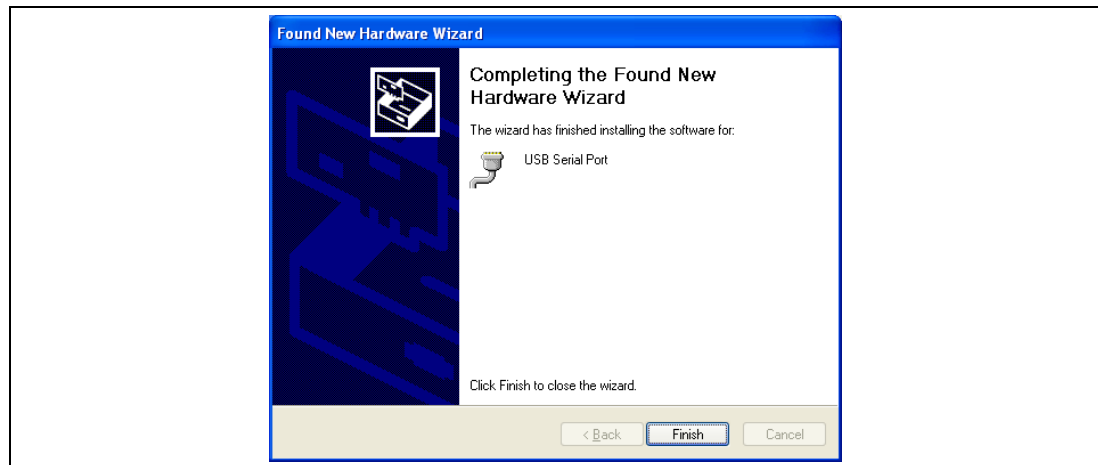 Found New Hardware Wizard
Completing the Found New
Hardware Wizard
The wizard has finished installing the software for:
USB Serial Port
Click Finish to close the wizard.
< Back Finish Cancel